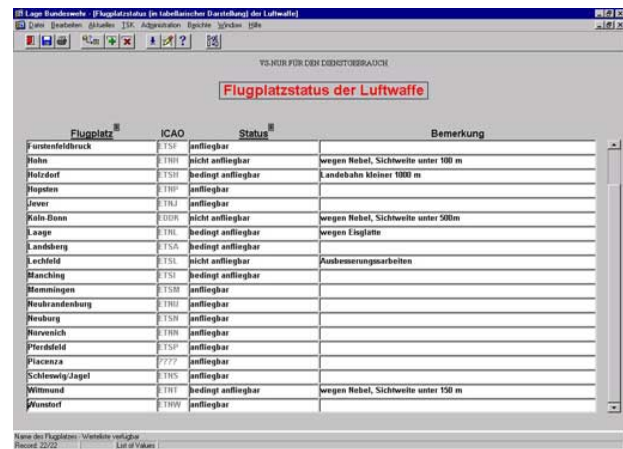 Lage Bundeswehr - [Flugplatzstatus (in tabellarischer Darstellung) der Luftwaffe]
Datei Bearbeiten Aktuelles TSK Administration Berichte Window Hilfe
VS-NUR FÜR DEN DIENSTGEBRAUCH
Flugplatzstatus der Luftwaffe
Flugplatz ICAO Status Bemerkung
Furstenfeldbruck ETSF anfliegbar
Hohn ETNH nicht anfliegbar wegen Nebel, Sichtweite unter 100 m
Holzdorf ETSH bedingt anfliegbar Landebahn kleiner 1000 m
Hopsten ETNP anfliegbar
Jever ETNJ anfliegbar
Koln-Bonn EDDK nicht anfliegbar wegen Nebel, Sichtweite unter 500m
Laage ETNL bedingt anfliegbar wegen Eisglatte
Landsberg ETSA bedingt anfliegbar
Lechfeld ETSL nicht anfliegbar Ausbesserungsarbeiten
Manching ETSI bedingt anfliegbar
Memmingen ETSM anfliegbar
Neubrandenburg ETNU anfliegbar
Neuburg ETSN anfliegbar
Norvenich ETNN anfliegbar
Pferdsfeld ETSP anfliegbar
Piacenza ???? anfliegbar
Schleswig/Jagel ETNS anfliegbar
Wittmund ETNT bedingt anfliegbar wegen Nebel, Sichtweite unter 150 m
Wunstorf ETNW anfliegbar
Name des Flugplatzes - Werteliste verfügbar
Record: 22/22 List of Values